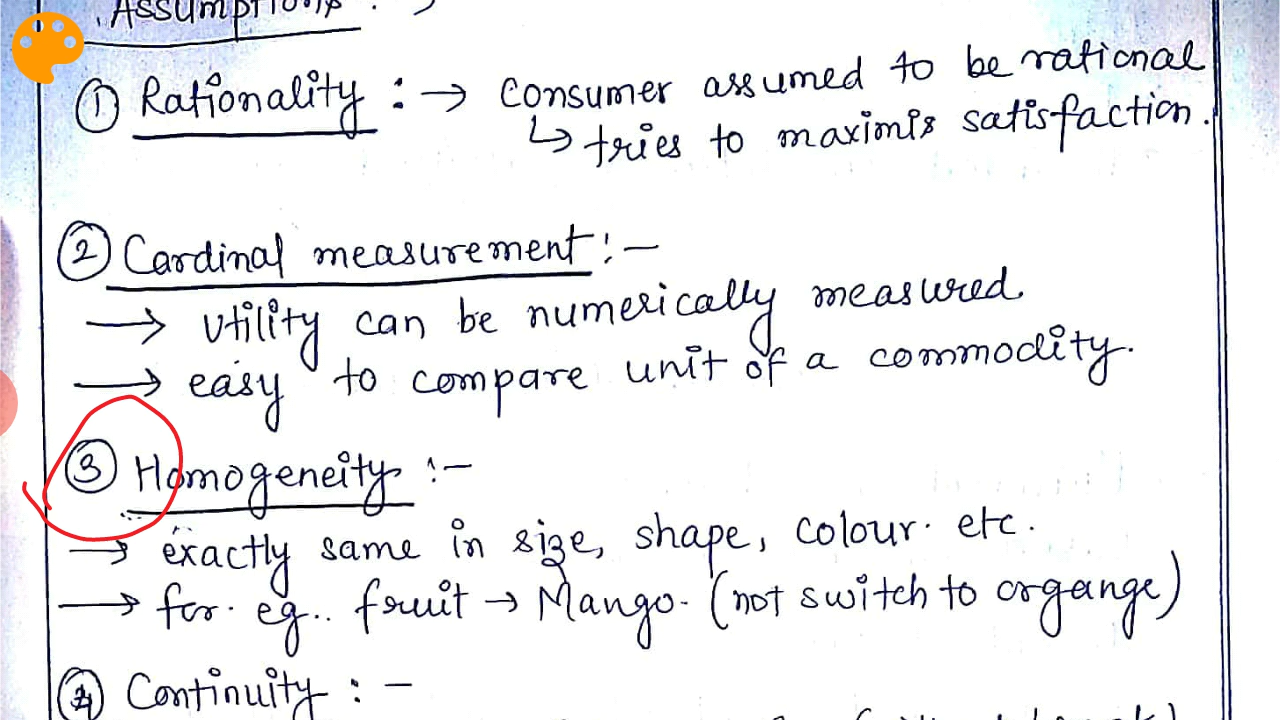 Assumptions : →
① Rationality : → consumer assumed to be rational
↳ tries to maximis satisfaction.
② Cardinal measurement : –
→ utility can be numerically measured.
→ easy to compare unit of a commodity.
③ Homogeneity : –
→ exactly same in size, shape, colour. etc.
→ for. eg.. fruit → Mango. (not switch to organge)
④ Continuity : –